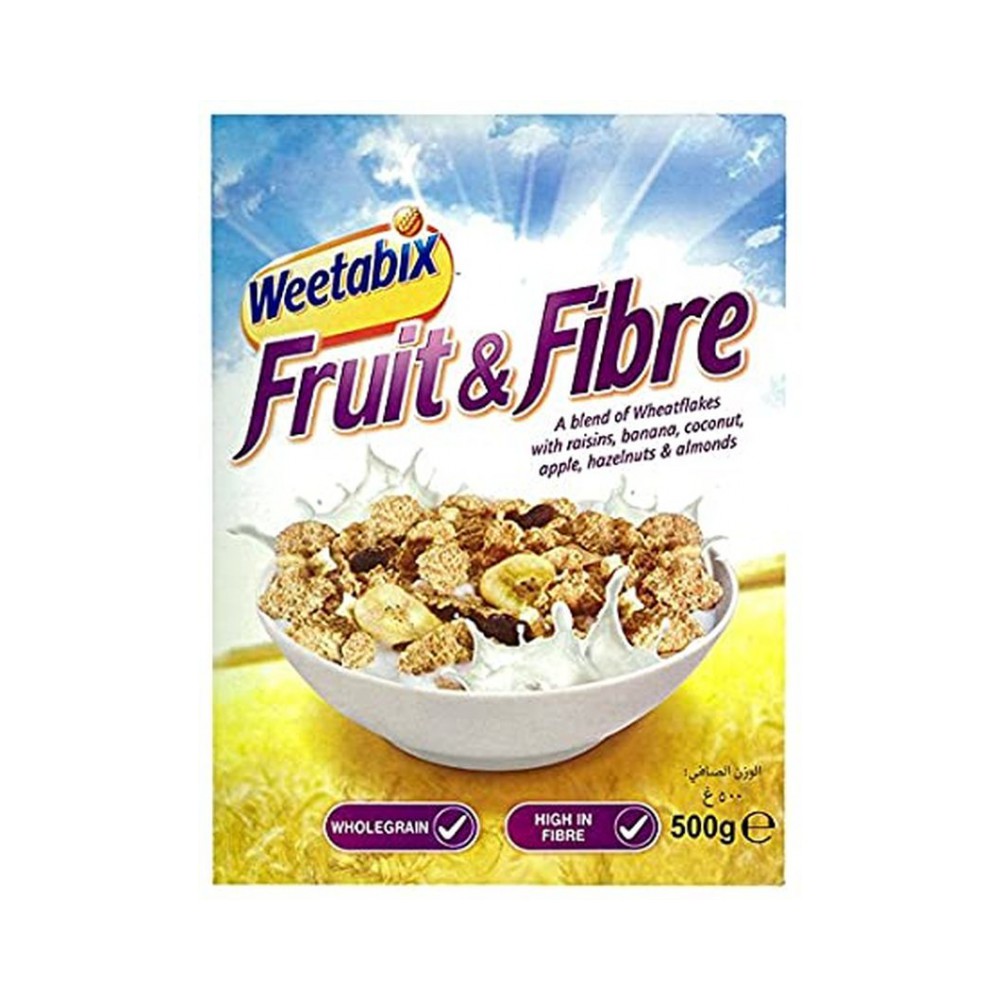 Weetabix
Fruit & Fibre
A blend of Wheatflakes
with raisins, banana, coconut,
apple, hazelnuts & almonds
الوزن الصافي:
٥٠٠ غ
WHOLEGRAIN
HIGH IN
FIBRE
500g e